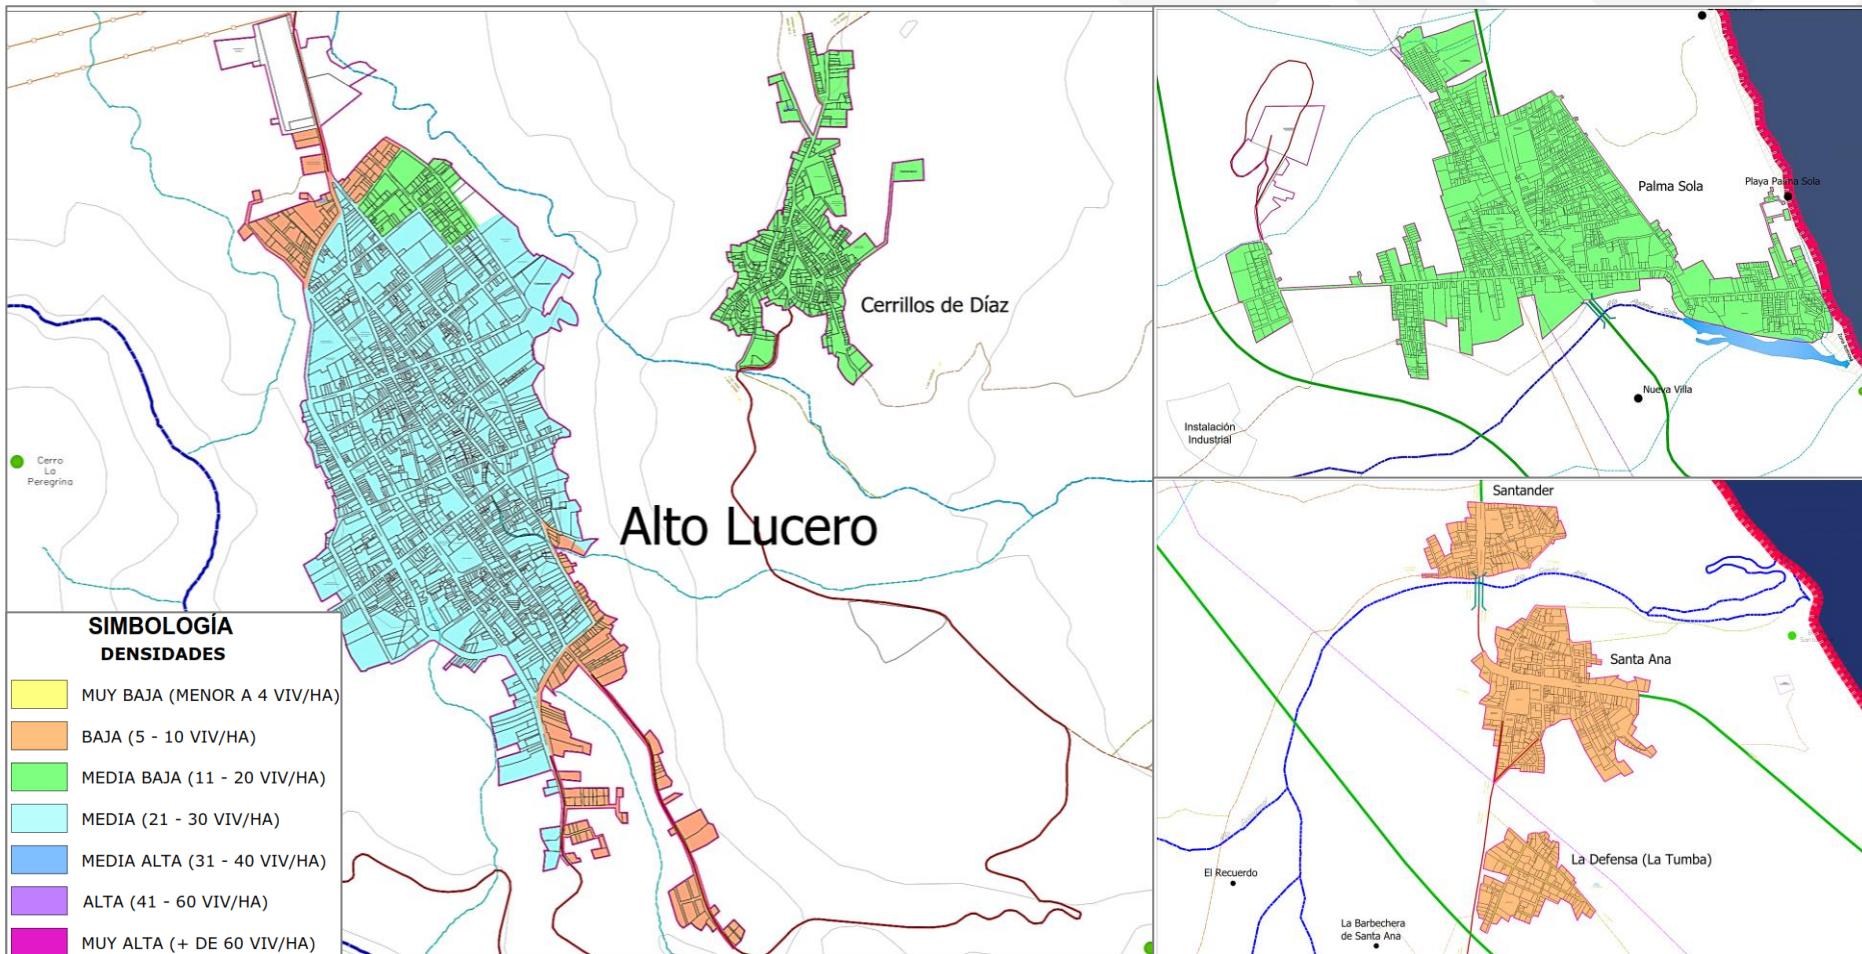 Cerrillos de Díaz
Cerro
La
Peregrina
Alto Lucero
SIMBOLOGÍA
DENSIDADES
MUY BAJA (MENOR A 4 VIV/HA)
BAJA (5 - 10 VIV/HA)
MEDIA BAJA (11 - 20 VIV/HA)
MEDIA (21 - 30 VIV/HA)
MEDIA ALTA (31 - 40 VIV/HA)
ALTA (41 - 60 VIV/HA)
MUY ALTA (+ DE 60 VIV/HA)
Palma Sola
Playa Palma Sola
Nueva Villa
Instalación
Industrial
Santander
Santa Ana
La Defensa (La Tumba)
El Recuerdo
La Barbechera
de Santa Ana